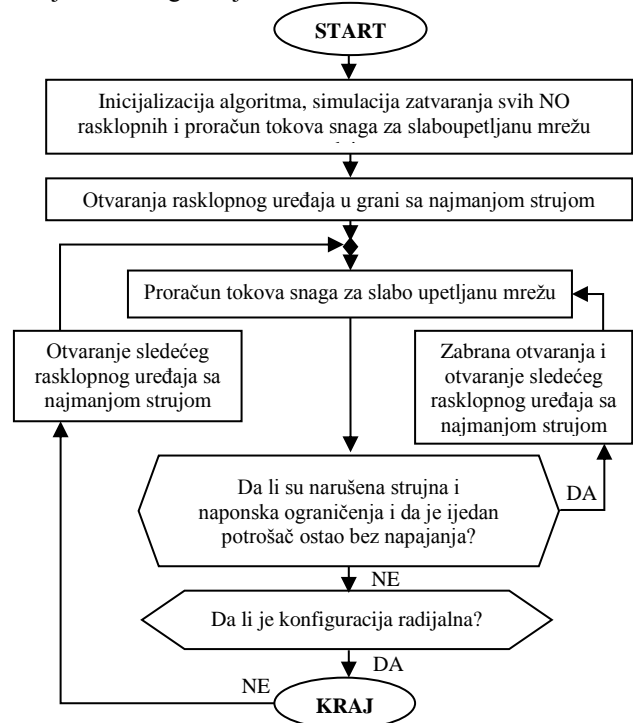 START
Inicijalizacija algoritma, simulacija zatvaranja svih NO
rasklopnih i proračun tokova snaga za slaboupetljanu mrežu
Otvaranja rasklopnog uređaja u grani sa najmanjom strujom
Proračun tokova snaga za slabo upetljanu mrežu
Otvaranje sledećeg
rasklopnog uređaja sa
najmanjom strujom
Zabrana otvaranja i
otvaranje sledećeg
rasklopnog uređaja sa
najmanjom strujom
Da li su narušena strujna i
naponska ograničenja i da je ijedan
potrošač ostao bez napajanja?
DA
NE
Da li je konfiguracija radijalna?
DA
NE
KRAJ